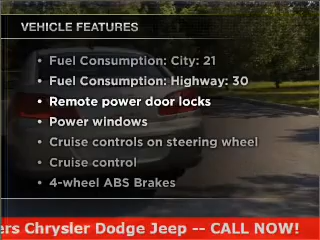 VEHICLE FEATURES
• Fuel Consumption: City: 21
• Fuel Consumption: Highway: 30
• Remote power door locks
• Power windows
• Cruise controls on steering wheel
• Cruise control
• 4-wheel ABS Brakes
ers Chrysler Dodge Jeep -- CALL NOW!